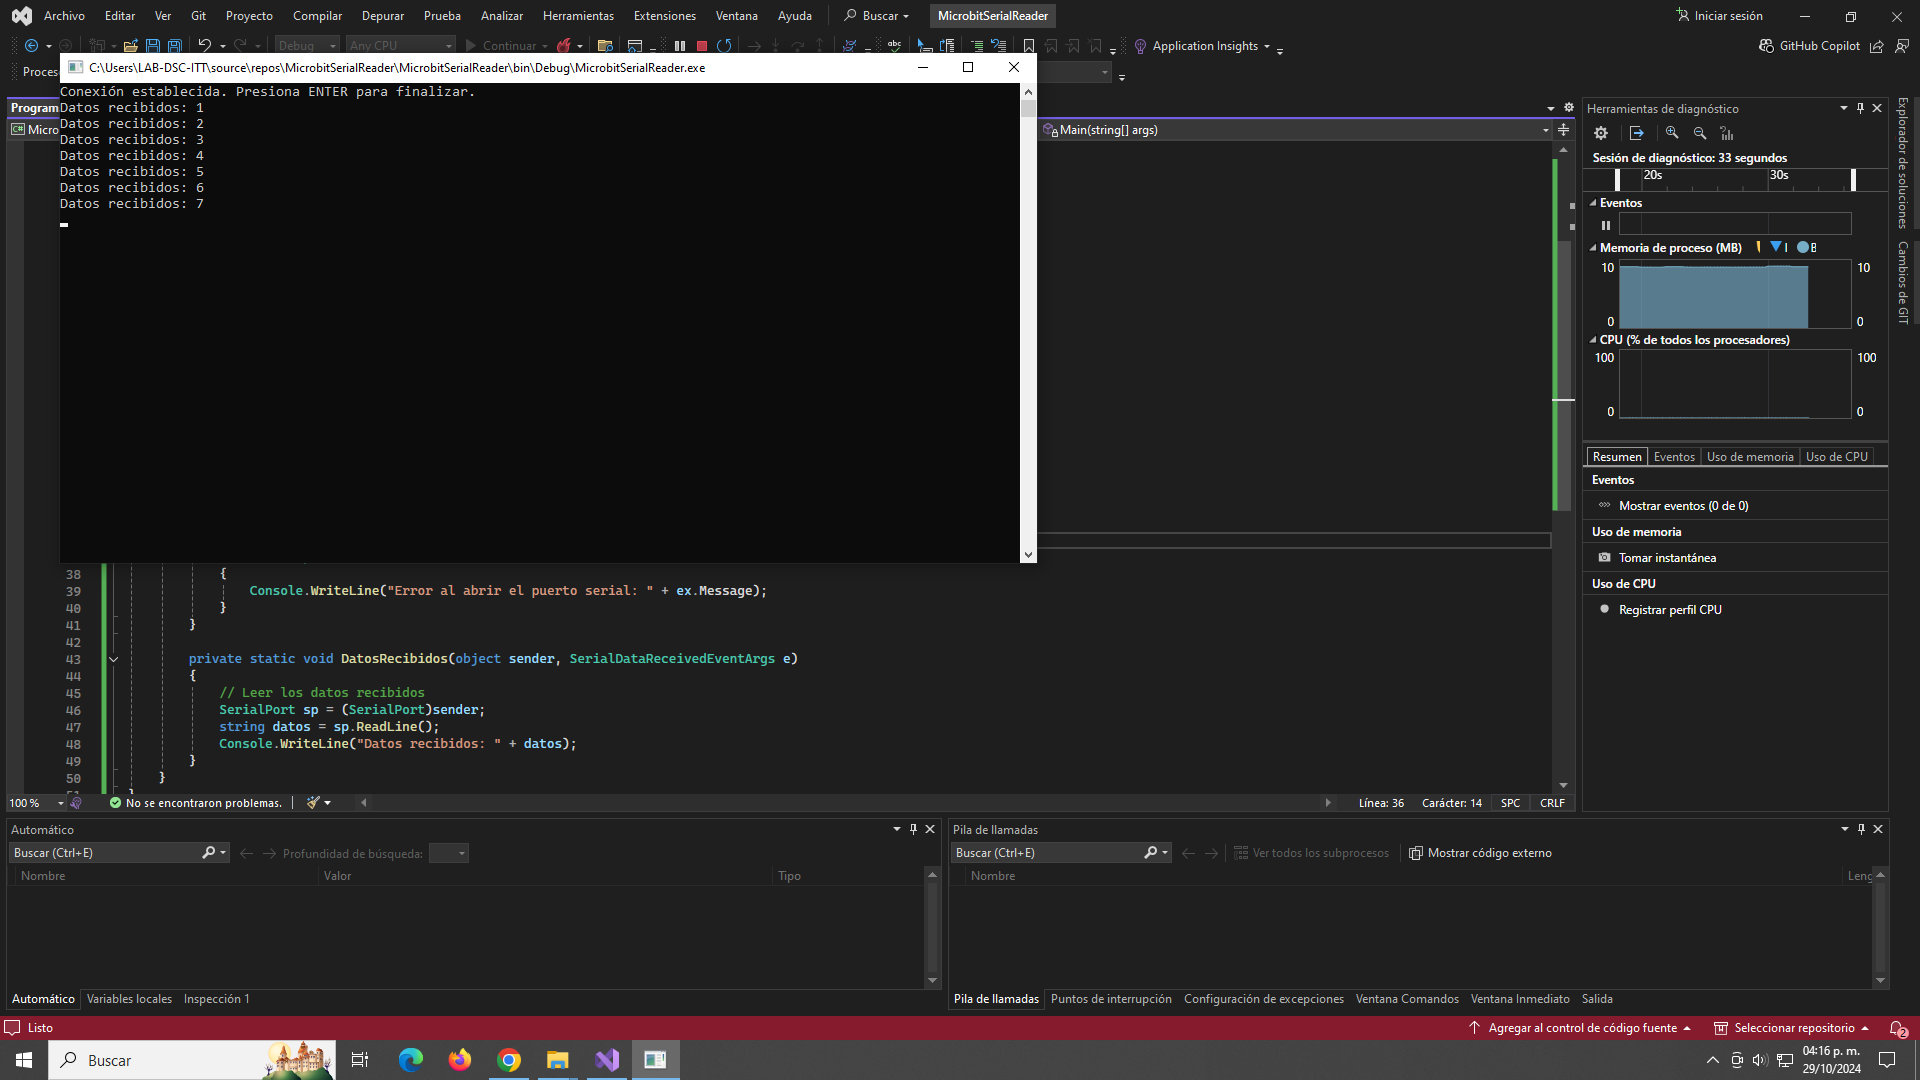 Archivo Editar Ver Git Proyecto Compilar Depurar Prueba Analizar Herramientas Extensiones Ventana Ayuda Buscar MicrobitSerialReader Iniciar sesión
Debug Any CPU Continuar Application Insights GitHub Copilot
Proces
C:\Users\LAB-DSC-ITT\source\repos\MicrobitSerialReader\MicrobitSerialReader\bin\Debug\MicrobitSerialReader.exe
Conexión establecida. Presiona ENTER para finalizar.
Datos recibidos: 1
Datos recibidos: 2
Datos recibidos: 3
Datos recibidos: 4
Datos recibidos: 5
Datos recibidos: 6
Datos recibidos: 7
Program
C# Micro
Main(string[] args)
38 {
39 Console.WriteLine("Error al abrir el puerto serial: " + ex.Message);
40 }
41 }
42
43 private static void DatosRecibidos(object sender, SerialDataReceivedEventArgs e)
44 {
45 // Leer los datos recibidos
46 SerialPort sp = (SerialPort)sender;
47 string datos = sp.ReadLine();
48 Console.WriteLine("Datos recibidos: " + datos);
49 }
50 }
51 }
100 % No se encontraron problemas. Línea: 36 Carácter: 14 SPC CRLF
Herramientas de diagnóstico
Sesión de diagnóstico: 33 segundos
20s 30s
Eventos
Memoria de proceso (MB)
10 10
0 0
CPU (% de todos los procesadores)
100 100
0 0
Resumen Eventos Uso de memoria Uso de CPU
Eventos
Mostrar eventos (0 de 0)
Uso de memoria
Tomar instantánea
Uso de CPU
Registrar perfil CPU
Explorador de soluciones
Cambios de GIT
Automático
Buscar (Ctrl+E) Profundidad de búsqueda:
Nombre Valor Tipo
Automático Variables locales Inspección 1
Pila de llamadas
Buscar (Ctrl+E) Ver todos los subprocesos Mostrar código externo
Nombre Leng
Pila de llamadas Puntos de interrupción Configuración de excepciones Ventana Comandos Ventana Inmediato Salida
Listo Agregar al control de código fuente Seleccionar repositorio 2
Buscar
04:16 p. m.
29/10/2024